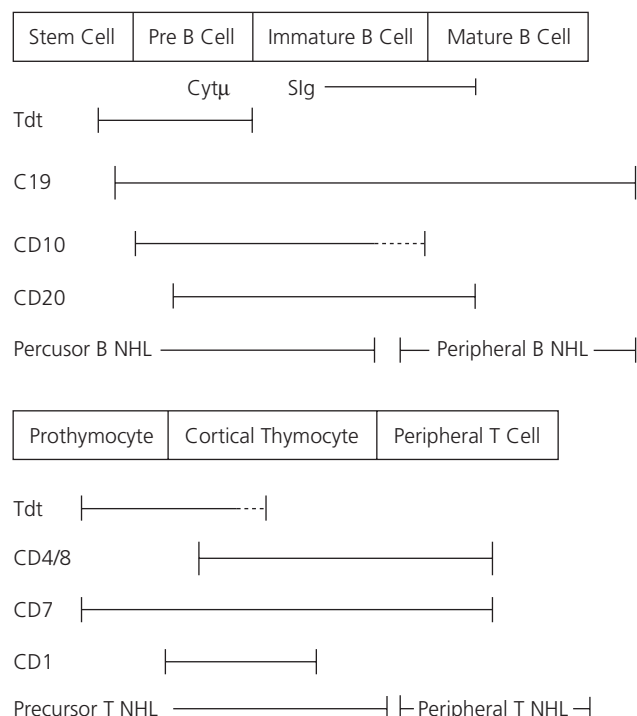 Stem Cell Pre B Cell Immature B Cell Mature B Cell
Cytμ SIg
Tdt
C19
CD10
CD20
Percusor B NHL Peripheral B NHL
Prothymocyte Cortical Thymocyte Peripheral T Cell
Tdt
CD4/8
CD7
CD1
Precursor T NHL Peripheral T NHL